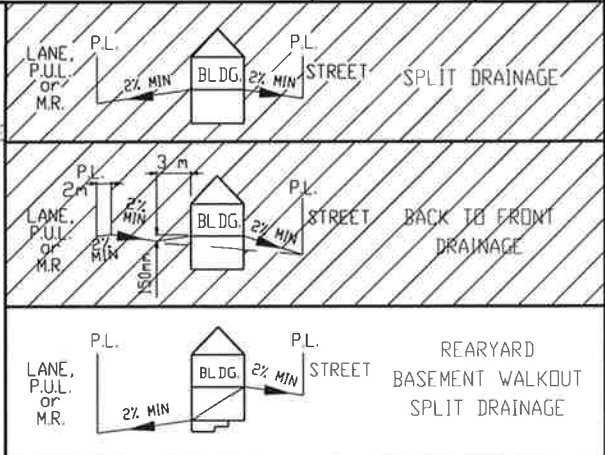 P.L.
LANE,
P.U.L.
or
M.R.
2% MIN
BLDG.
2% MIN
P.L.
STREET
SPLIT DRAINAGE
P.L.
2m
3 m
2% MIN
LANE,
P.U.L.
or
M.R.
2% MIN
150mm
BLDG.
2% MIN
P.L.
STREET
BACK TO FRONT
DRAINAGE
P.L.
LANE,
P.U.L.
or
M.R.
2% MIN
BLDG.
2% MIN
P.L.
STREET
REARYARD
BASEMENT WALKOUT
SPLIT DRAINAGE